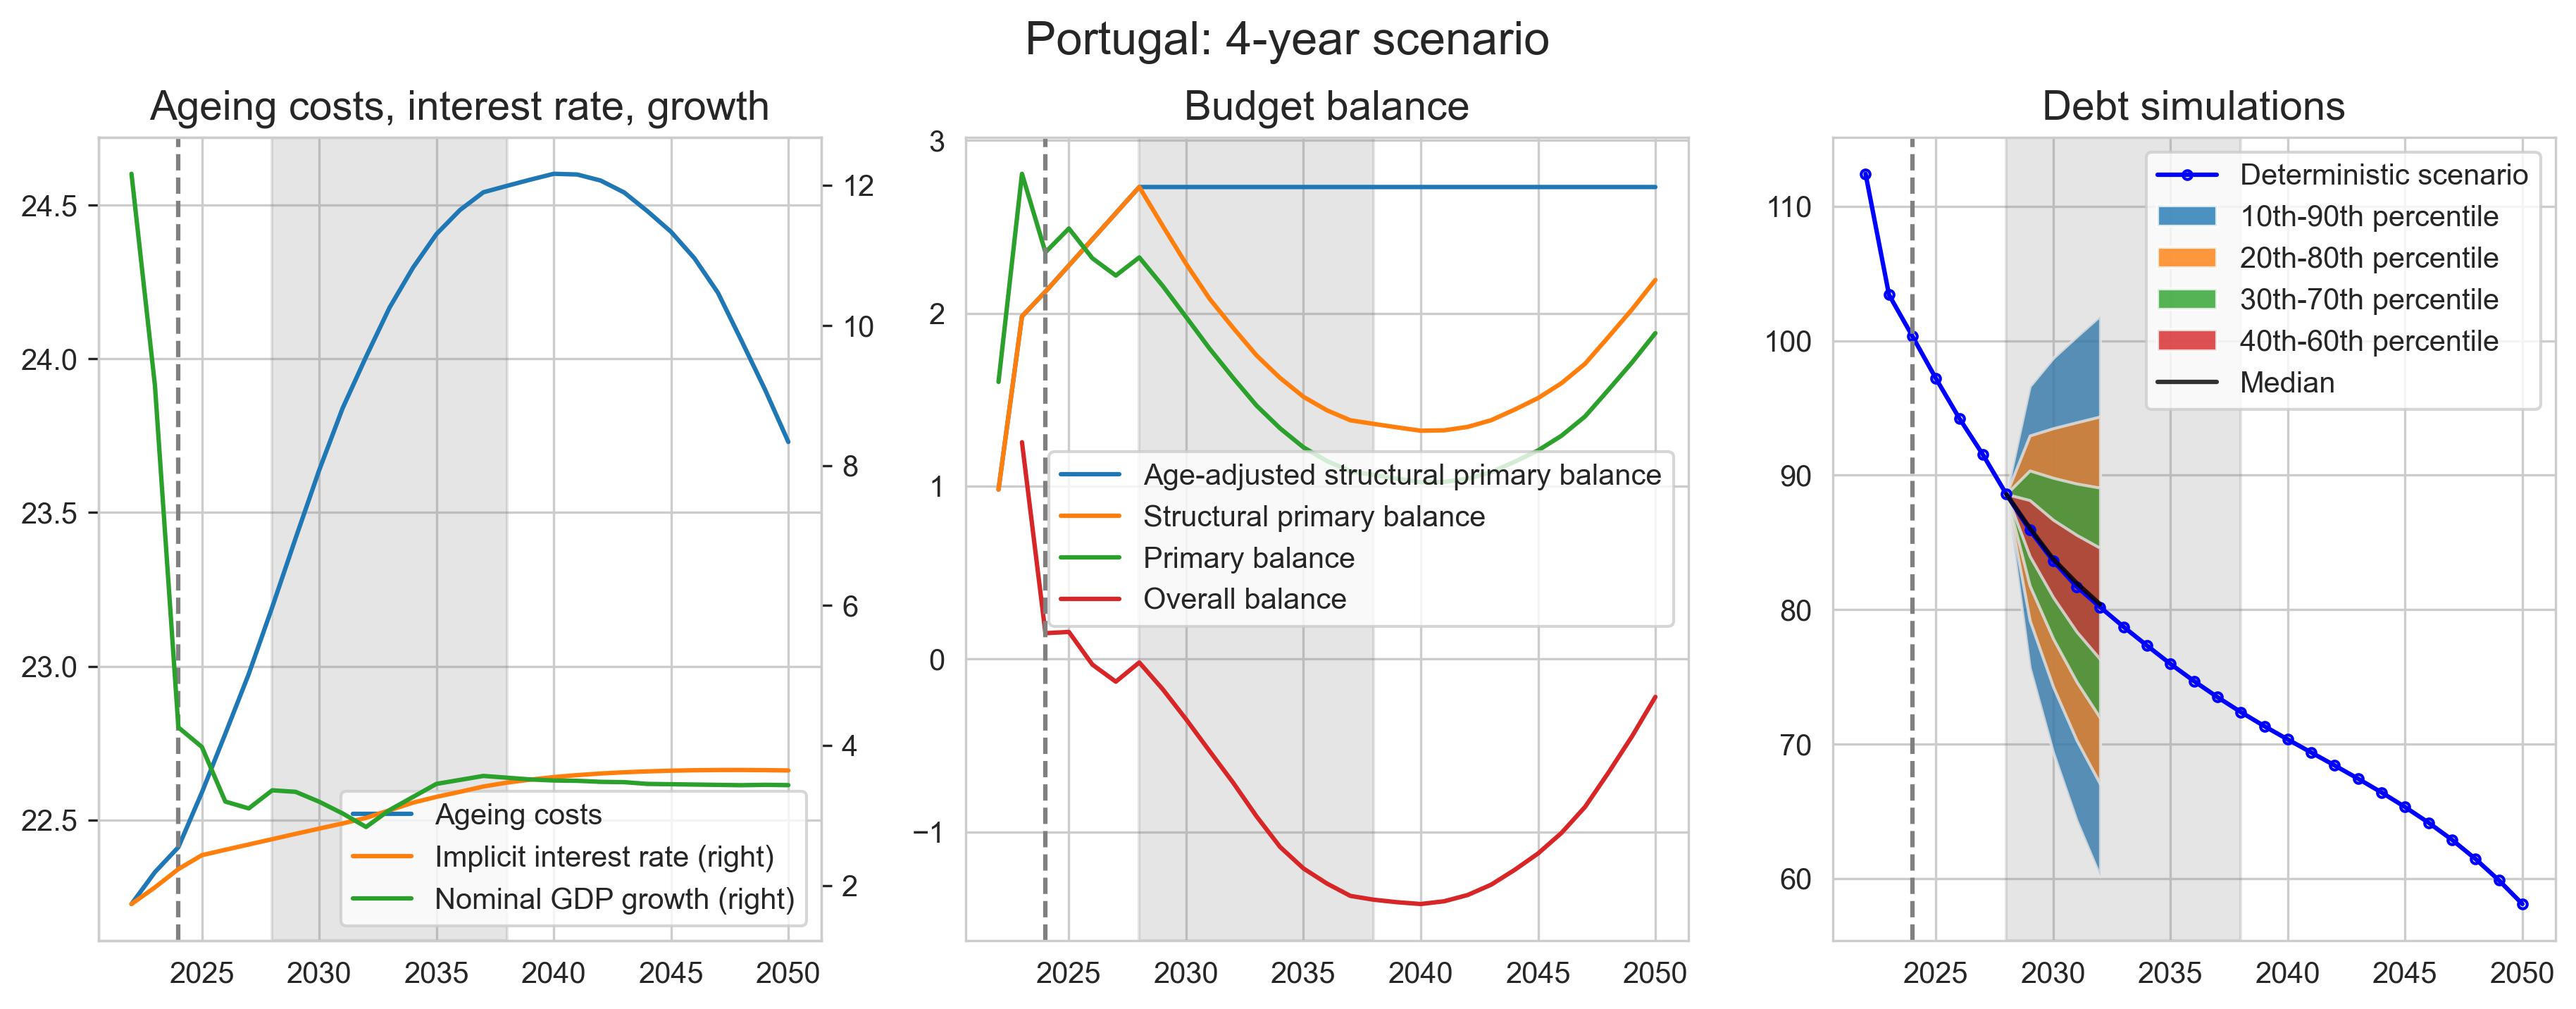 Portugal: 4-year scenario
Ageing costs, interest rate, growth
24.5
24.0
23.5
23.0
22.5
12
10
8
6
4
2
2025
2030
2035
2040
2045
2050
Ageing costs
Implicit interest rate (right)
Nominal GDP growth (right)
Budget balance
3
2
1
0
−1
2025
2030
2035
2040
2045
2050
Age-adjusted structural primary balance
Structural primary balance
Primary balance
Overall balance
Debt simulations
110
100
90
80
70
60
2025
2030
2035
2040
2045
2050
Deterministic scenario
10th-90th percentile
20th-80th percentile
30th-70th percentile
40th-60th percentile
Median